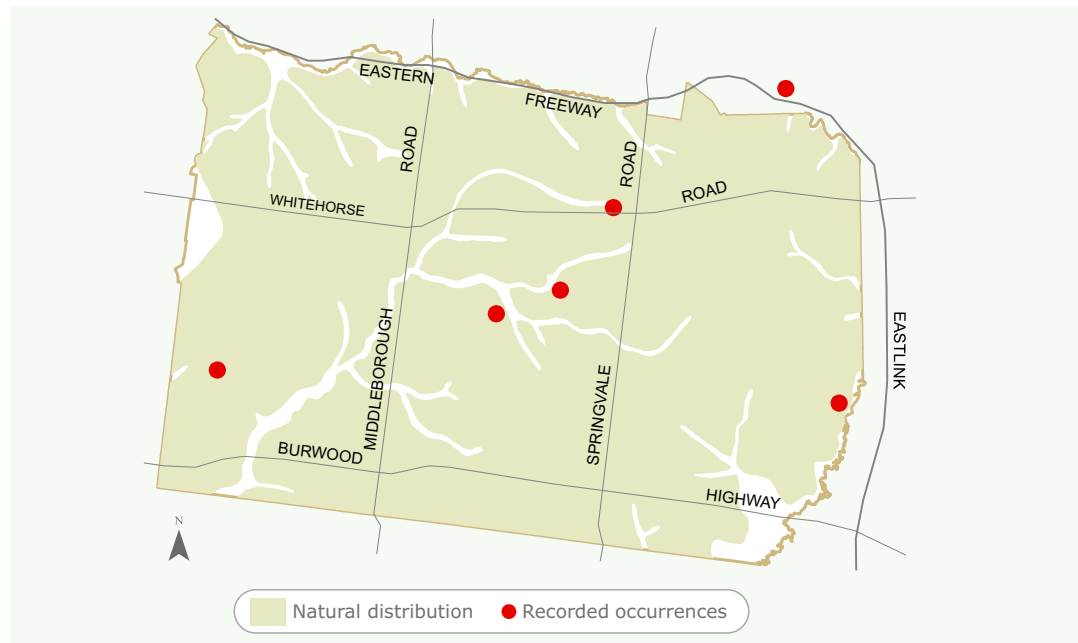 EASTERN
FREEWAY
ROAD
ROAD
ROAD
WHITEHORSE
MIDDLEBOROUGH
EASTLINK
SPRINGVALE
BURWOOD
HIGHWAY
N
Natural distribution
Recorded occurrences